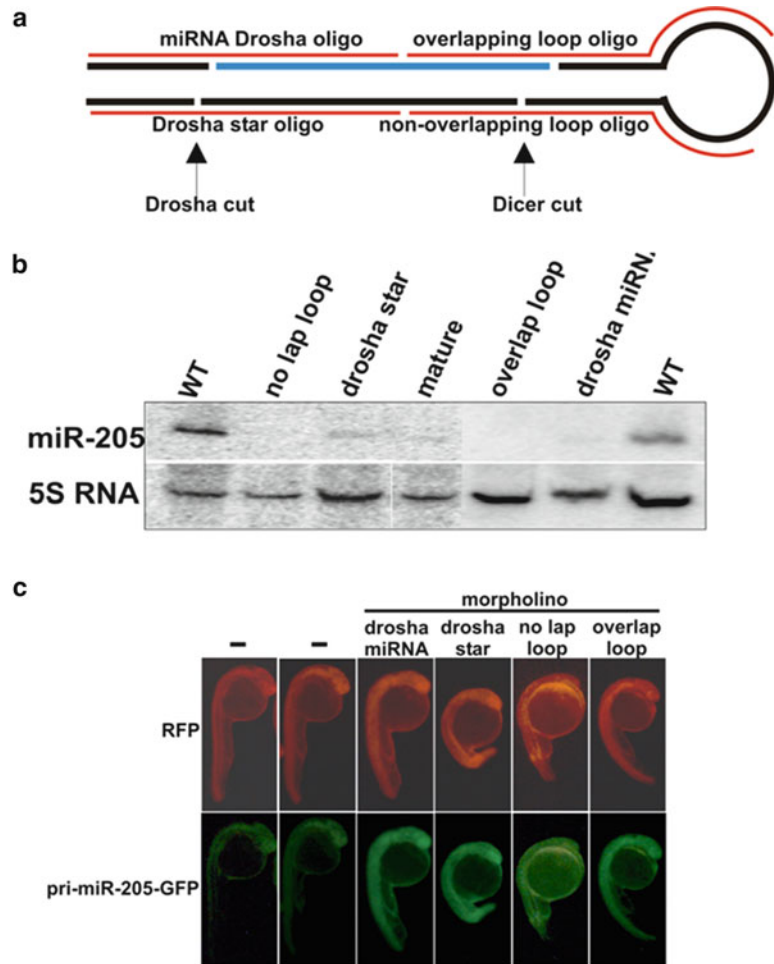 a
miRNA Drosha oligo overlapping loop oligo
Drosha star oligo non-overlapping loop oligo
Drosha cut Dicer cut
b
WT no lap loop drosha star mature overlap loop drosha miRN. WT
miR-205
5S RNA
c
morpholino
– – drosha miRNA drosha star no lap loop overlap loop
RFP
pri-miR-205-GFP